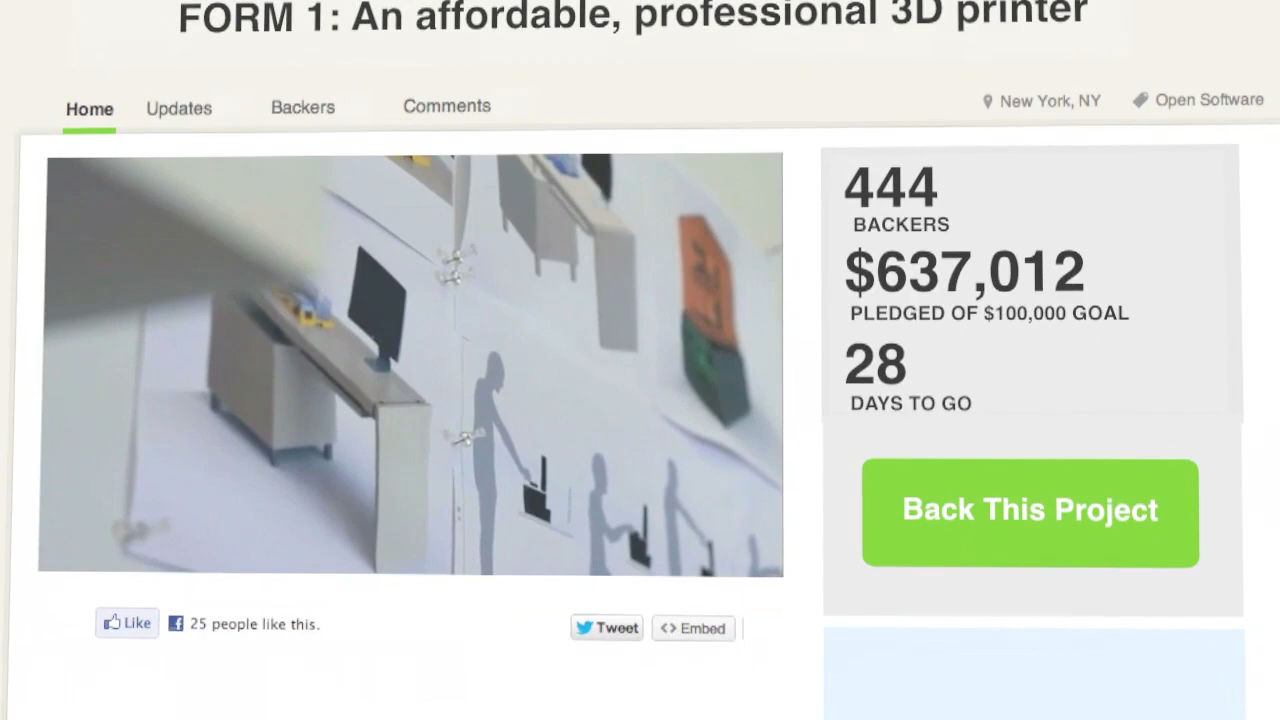 FORM 1: An affordable, professional 3D printer
Home Updates Backers Comments
New York, NY Open Software
444
BACKERS
$637,012
PLEDGED OF $100,000 GOAL
28
DAYS TO GO
Back This Project
Like 25 people like this.
Tweet Embed